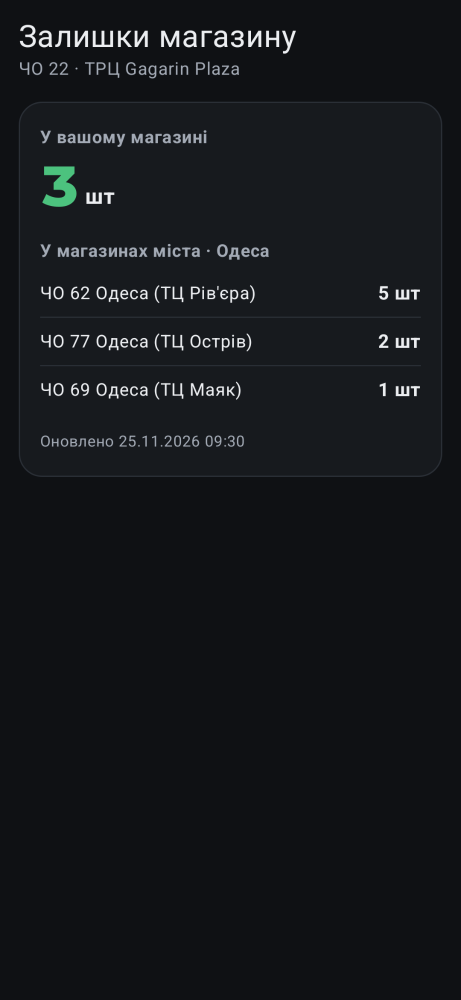 Залишки магазину
ЧО 22 · ТРЦ Gagarin Plaza
У вашому магазині
3 шт
У магазинах міста · Одеса
ЧО 62 Одеса (ТЦ Рів'єра) 5 шт
ЧО 77 Одеса (ТЦ Острів) 2 шт
ЧО 69 Одеса (ТЦ Маяк) 1 шт
Оновлено 25.11.2026 09:30